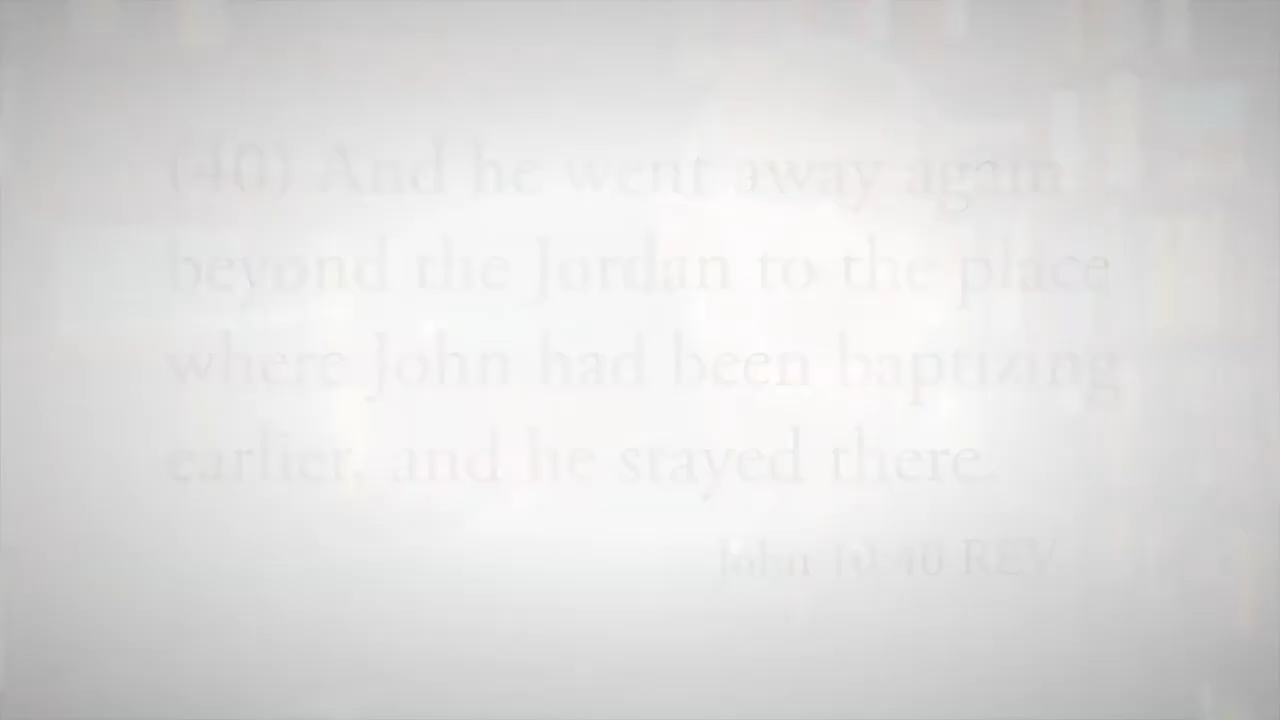 (40) And he went away again
beyond the Jordan to the place
where John had been baptizing
earlier, and he stayed there.
John 10:40 REV